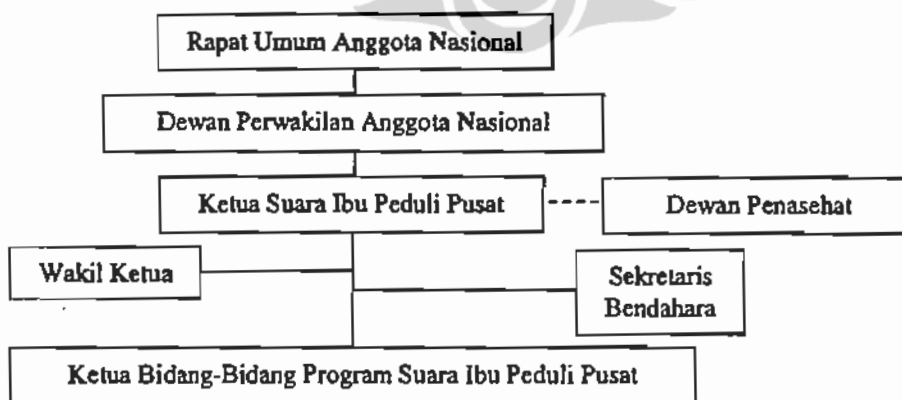 Rapat Umum Anggota Nasional
Dewan Perwakilan Anggota Nasional
Ketua Suara Ibu Peduli Pusat
Dewan Penasehat
Wakil Ketua
Sekretaris
Bendahara
Ketua Bidang-Bidang Program Suara Ibu Peduli Pusat